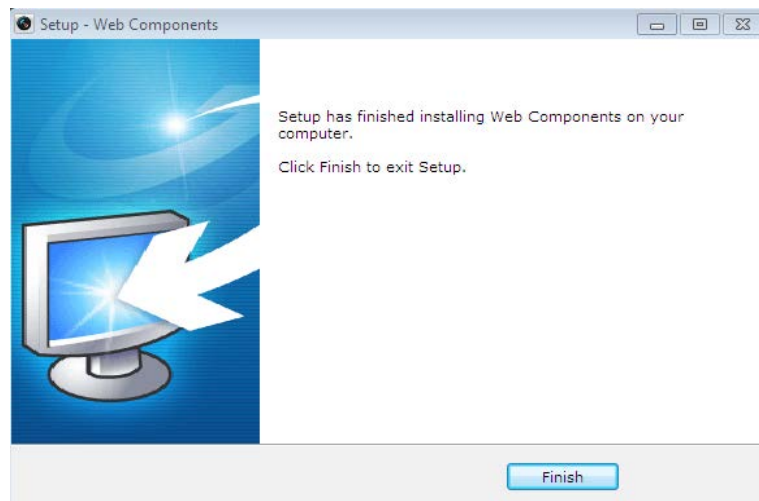 Setup - Web Components
Setup has finished installing Web Components on your
computer.
Click Finish to exit Setup.
Finish